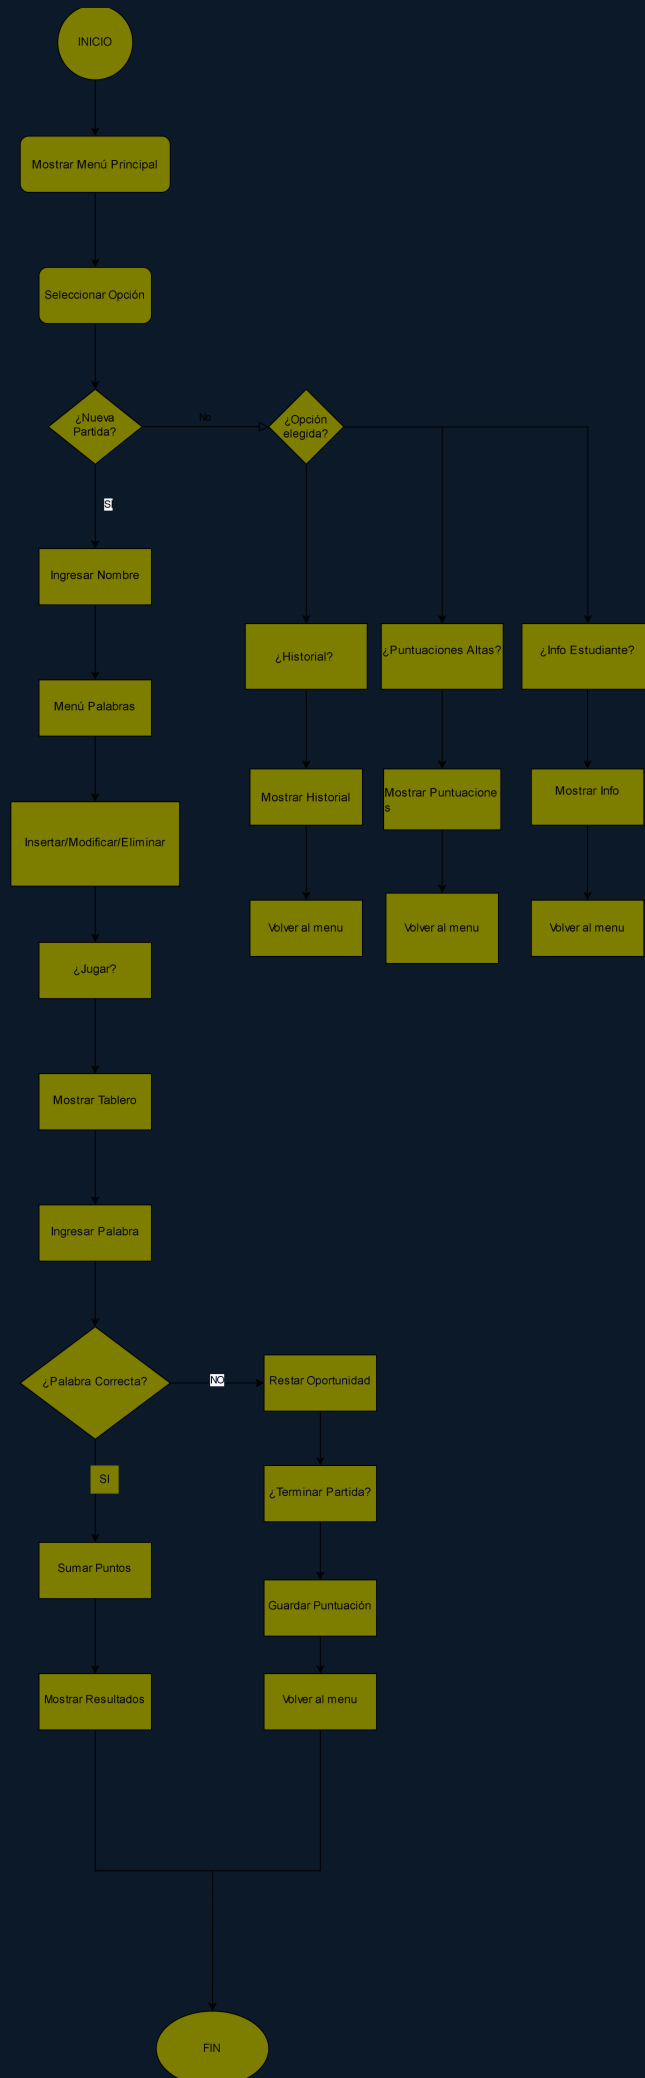 INICIO
Mostrar Menú Principal
Seleccionar Opción
¿Nueva
Partida?
No
¿Opción
elegida?
SI
Ingresar Nombre
¿Historial?
¿Puntuaciones Altas?
¿Info Estudiante?
Menú Palabras
Mostrar Historial
Mostrar Puntuacione
s
Mostrar Info
Insertar/Modificar/Eliminar
Volver al menu
Volver al menu
Volver al menu
¿Jugar?
Mostrar Tablero
Ingresar Palabra
¿Palabra Correcta?
NO
Restar Oportunidad
SI
¿Terminar Partida?
Sumar Puntos
Guardar Puntuación
Mostrar Resultados
Volver al menu
FIN